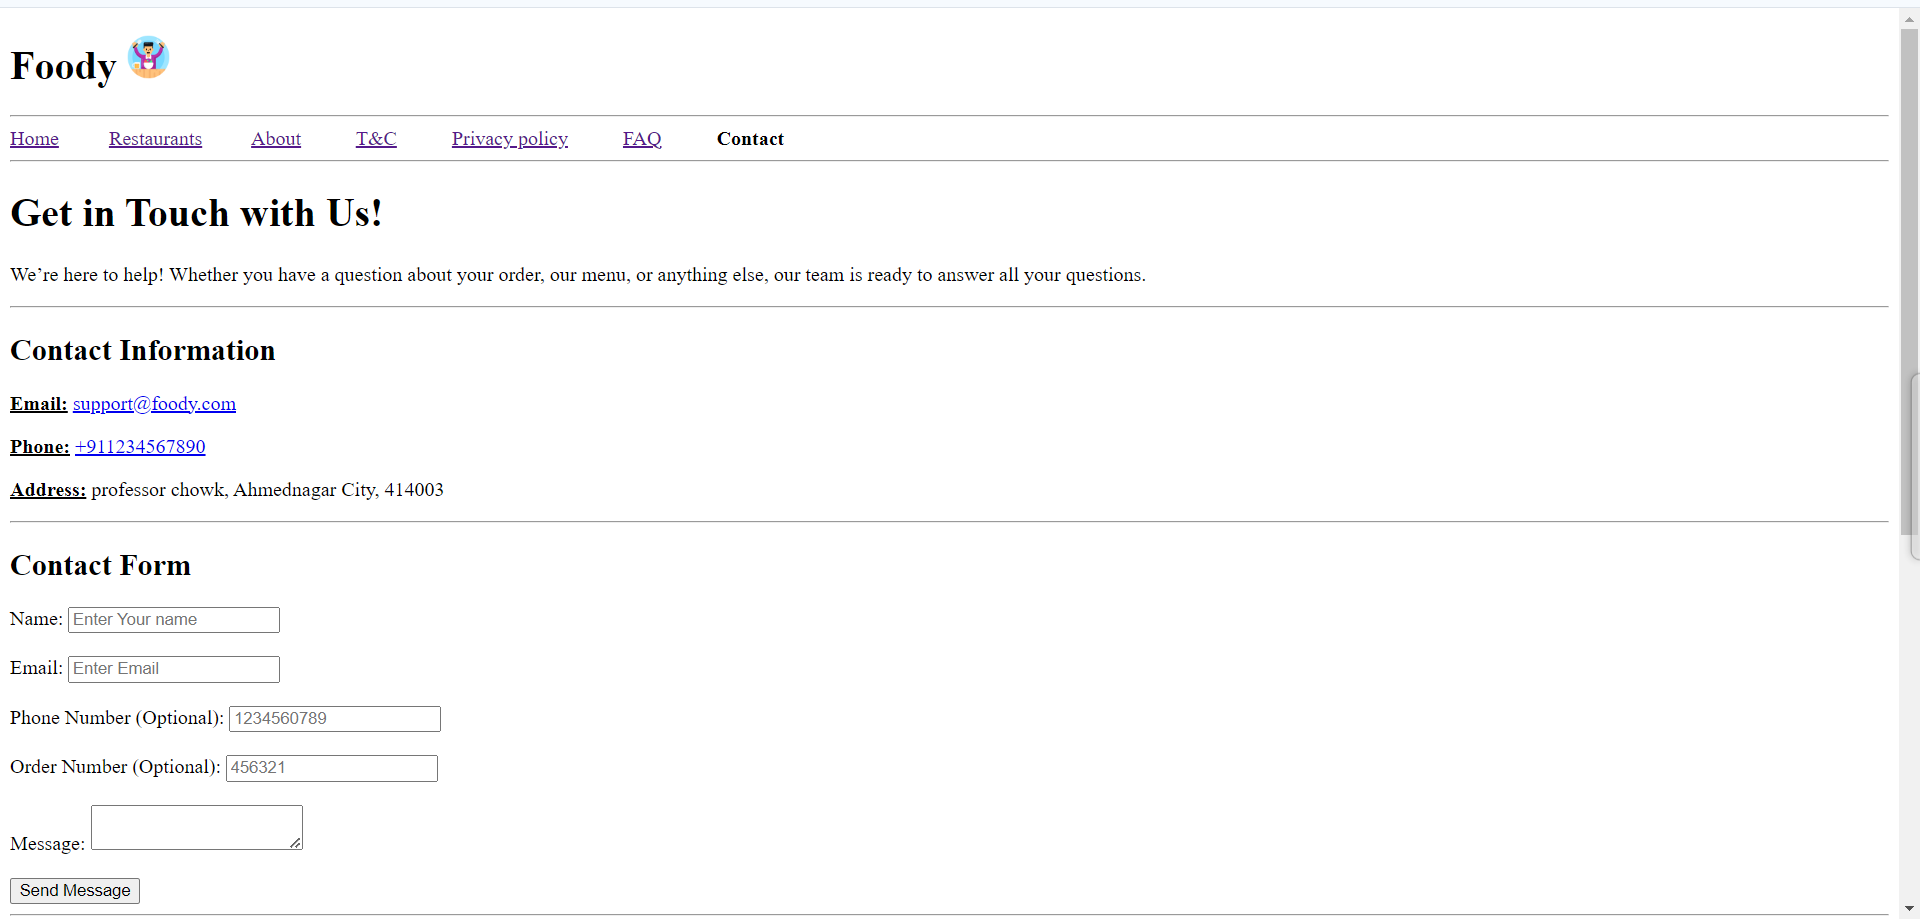 Foody
Home Restaurants About T&C Privacy policy FAQ Contact
Get in Touch with Us!
We’re here to help! Whether you have a question about your order, our menu, or anything else, our team is ready to answer all your questions.
Contact Information
Email: support@foody.com
Phone: +911234567890
Address: professor chowk, Ahmednagar City, 414003
Contact Form
Name: Enter Your name
Email: Enter Email
Phone Number (Optional): 1234560789
Order Number (Optional): 456321
Message:
Send Message